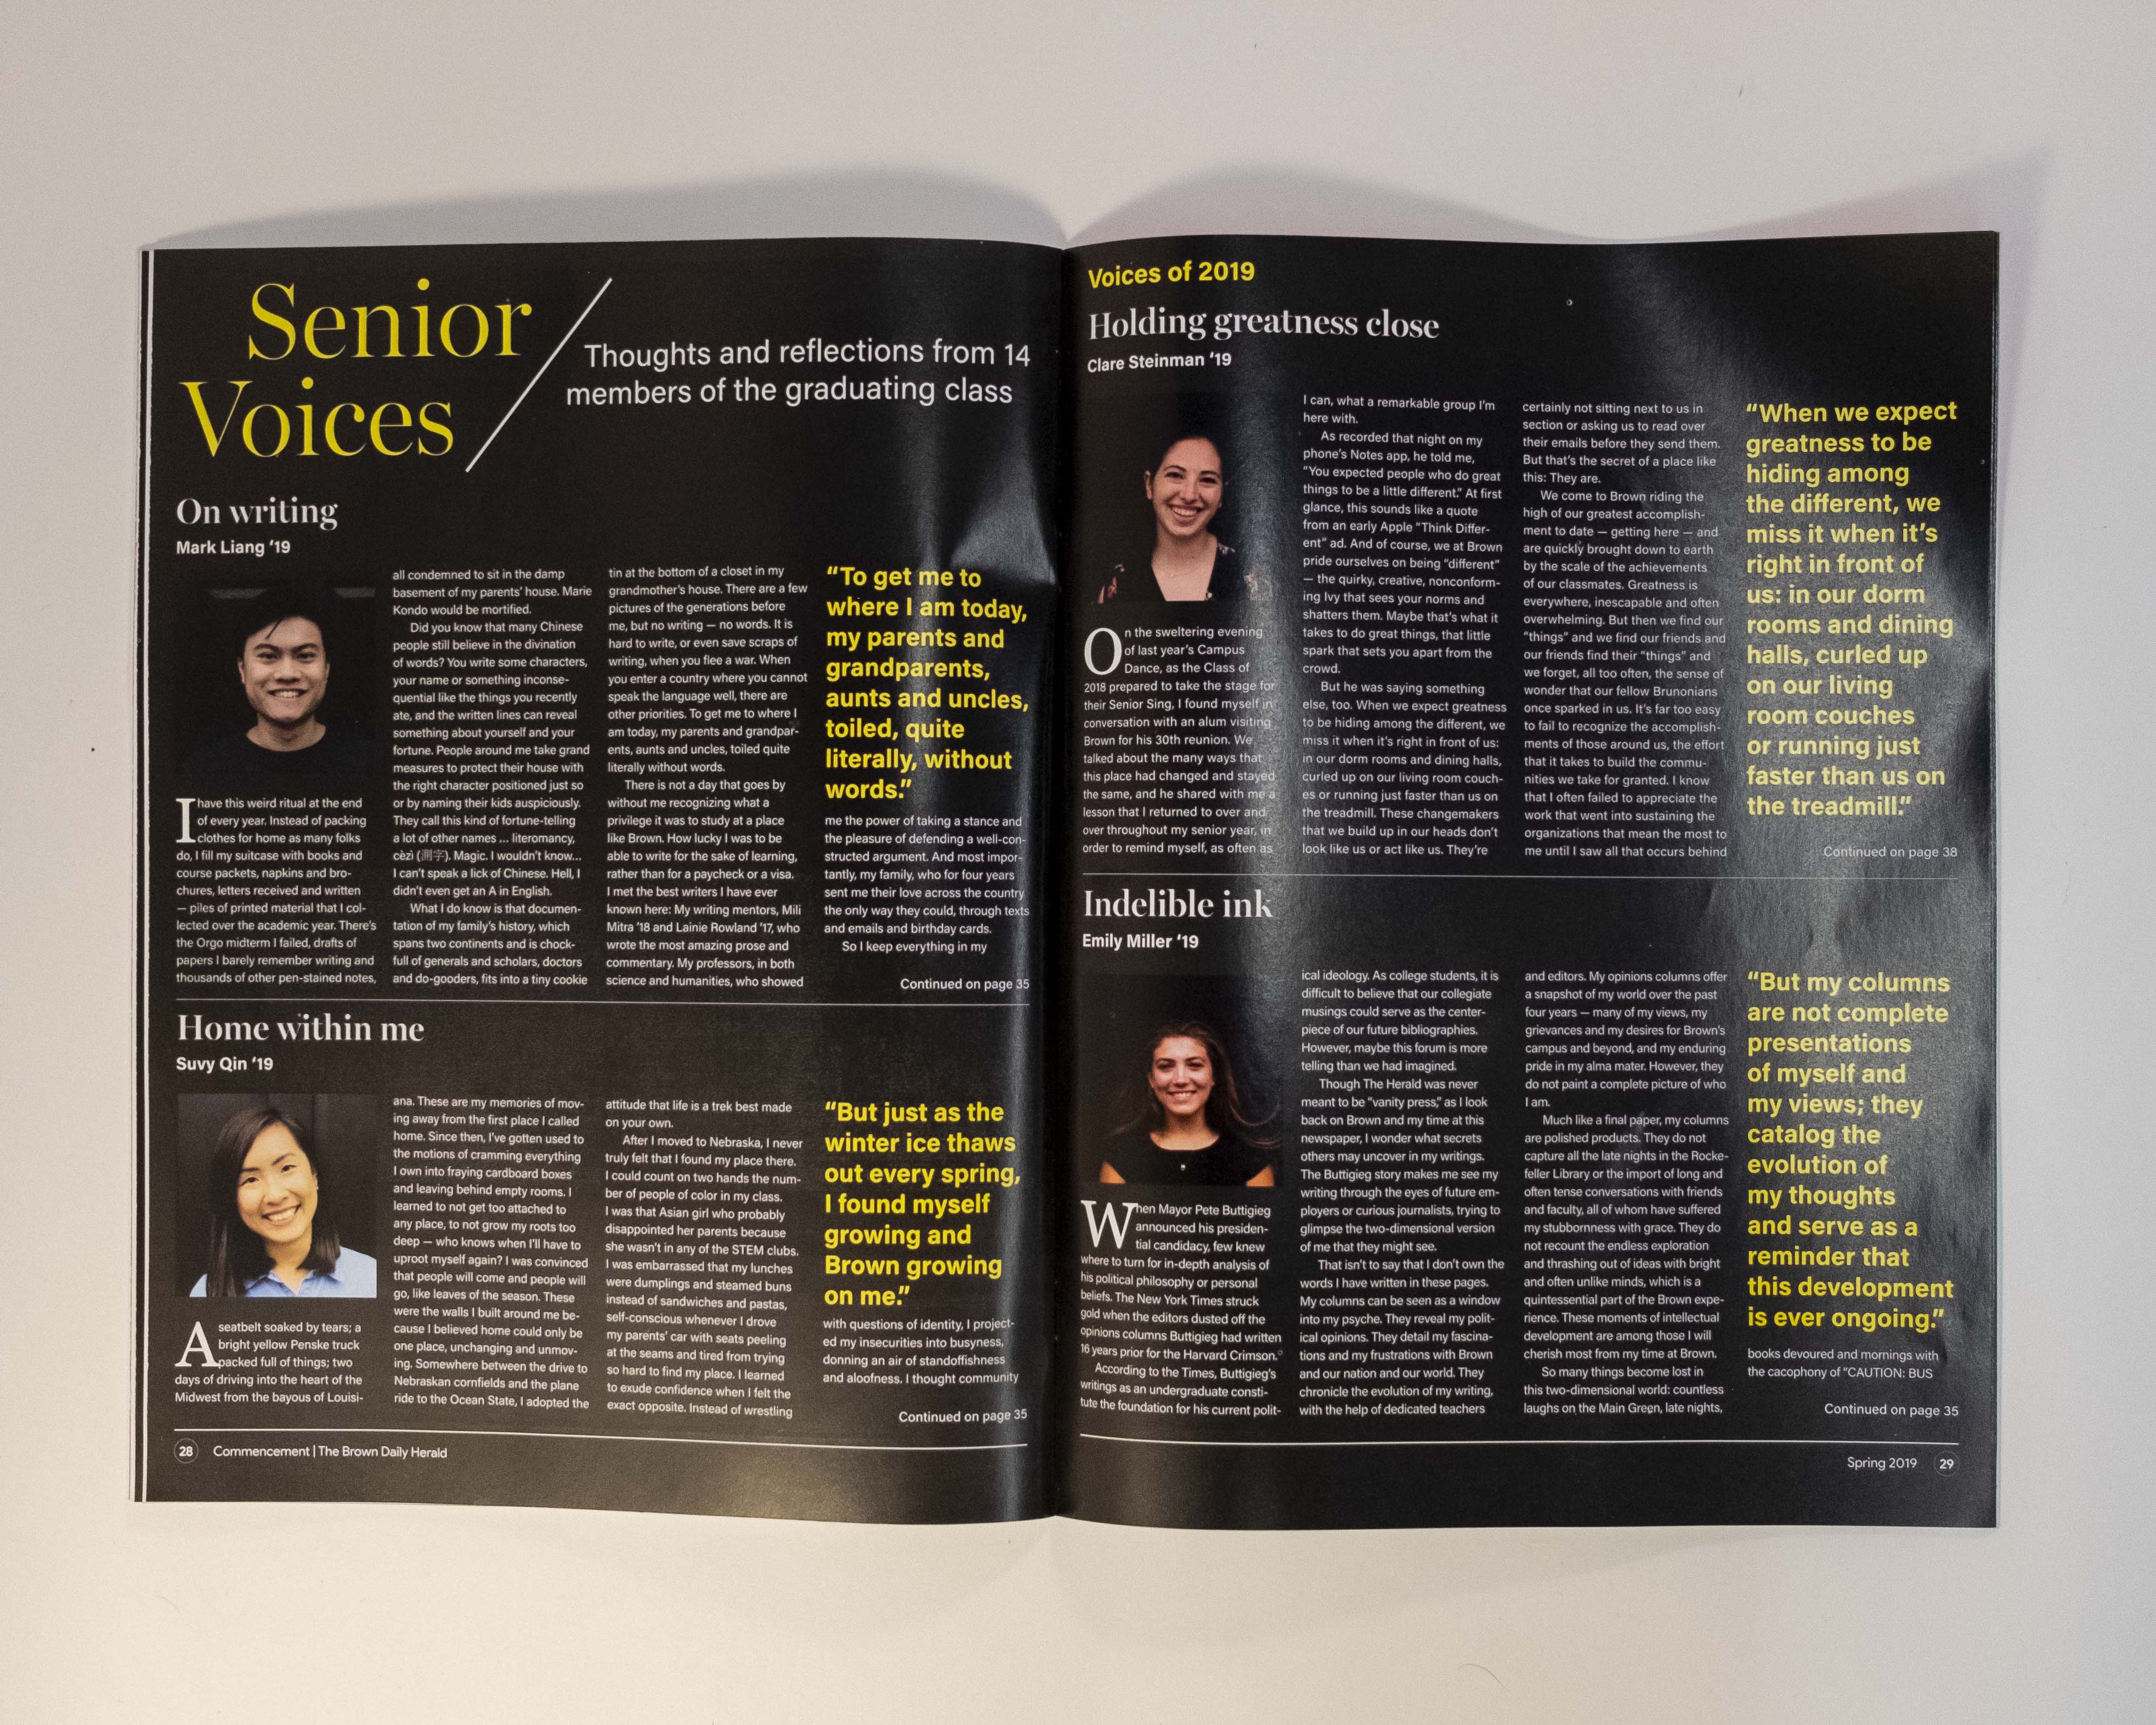 Senior
Voices
Thoughts and reflections from 14
members of the graduating class
On writing
Mark Liang ‘19
I have this weird ritual at the end
of every year. Instead of packing
clothes for home as many folks
do, I fill my suitcase with books and
course packets, napkins and bro-
chures, letters received and written
— piles of printed material that I col-
lected over the academic year. There’s
the Orgo midterm I failed, drafts of
papers I barely remember writing and
thousands of other pen-stained notes,
all condemned to sit in the damp
basement of my parents’ house. Marie
Kondo would be mortified.
Did you know that many Chinese
people still believe in the divination
of words? You write some characters,
your name or something inconse-
quential like the things you recently
ate, and the written lines can reveal
something about yourself and your
fortune. People around me take grand
measures to protect their house with
the right character positioned just so
or by naming their kids auspiciously.
They call this kind of fortune-telling
a lot of other names ... literomancy,
cèzì (測字). Magic. I wouldn’t know...
I can’t speak a lick of Chinese. Hell, I
didn’t even get an A in English.
What I do know is that documen-
tation of my family’s history, which
spans two continents and is chock-
full of generals and scholars, doctors
and do-gooders, fits into a tiny cookie
tin at the bottom of a closet in my
grandmother’s house. There are a few
pictures of the generations before
me, but no writing — no words. It is
hard to write, or even save scraps of
writing, when you flee a war. When
you enter a country where you cannot
speak the language well, there are
other priorities. To get me to where I
am today, my parents and grandpar-
ents, aunts and uncles, toiled quite
literally without words.
There is not a day that goes by
without me recognizing what a
privilege it was to study at a place
like Brown. How lucky I was to be
able to write for the sake of learning,
rather than for a paycheck or a visa.
I met the best writers I have ever
known here: My writing mentors, Mili
Mitra ’18 and Lainie Rowland ’17, who
wrote the most amazing prose and
commentary. My professors, in both
science and humanities, who showed
“To get me to
where I am today,
my parents and
grandparents,
aunts and uncles,
toiled, quite
literally, without
words.”
me the power of taking a stance and
the pleasure of defending a well-con-
structed argument. And most impor-
tantly, my family, who for four years
sent me their love across the country
the only way they could, through texts
and emails and birthday cards.
So I keep everything in my
Continued on page 35
Home within me
Suvy Qin ‘19
A seatbelt soaked by tears; a
bright yellow Penske truck
packed full of things; two
days of driving into the heart of the
Midwest from the bayous of Louisi-
ana. These are my memories of mov-
ing away from the first place I called
home. Since then, I’ve gotten used to
the motions of cramming everything
I own into fraying cardboard boxes
and leaving behind empty rooms. I
learned to not get too attached to
any place, to not grow my roots too
deep — who knows when I’ll have to
uproot myself again? I was convinced
that people will come and people will
go, like leaves of the season. These
were the walls I built around me be-
cause I believed home could only be
one place, unchanging and unmov-
ing. Somewhere between the drive to
Nebraskan cornfields and the plane
ride to the Ocean State, I adopted the
attitude that life is a trek best made
on your own.
After I moved to Nebraska, I never
truly felt that I found my place there.
I could count on two hands the num-
ber of people of color in my class.
I was that Asian girl who probably
disappointed her parents because
she wasn’t in any of the STEM clubs.
I was embarrassed that my lunches
were dumplings and steamed buns
instead of sandwiches and pastas,
self-conscious whenever I drove
my parents’ car with seats peeling
at the seams and tired from trying
so hard to find my place. I learned
to exude confidence when I felt the
exact opposite. Instead of wrestling
“But just as the
winter ice thaws
out every spring,
I found myself
growing and
Brown growing
on me.”
with questions of identity, I project-
ed my insecurities into busyness,
donning an air of standoffishness
and aloofness. I thought community
Continued on page 35
28 Commencement | The Brown Daily Herald
Voices of 2019
Holding greatness close
Clare Steinman ‘19
On the sweltering evening
of last year’s Campus
Dance, as the Class of
2018 prepared to take the stage for
their Senior Sing, I found myself in
conversation with an alum visiting
Brown for his 30th reunion. We
talked about the many ways that
this place had changed and stayed
the same, and he shared with me a
lesson that I returned to over and
over throughout my senior year, in
order to remind myself, as often as
I can, what a remarkable group I’m
here with.
As recorded that night on my
phone’s Notes app, he told me,
“You expected people who do great
things to be a little different.” At first
glance, this sounds like a quote
from an early Apple “Think Differ-
ent” ad. And of course, we at Brown
pride ourselves on being “different”
— the quirky, creative, nonconform-
ing Ivy that sees your norms and
shatters them. Maybe that’s what it
takes to do great things, that little
spark that sets you apart from the
crowd.
But he was saying something
else, too. When we expect greatness
to be hiding among the different, we
miss it when it’s right in front of us:
in our dorm rooms and dining halls,
curled up on our living room couch-
es or running just faster than us on
the treadmill. These changemakers
that we build up in our heads don’t
look like us or act like us. They’re
certainly not sitting next to us in
section or asking us to read over
their emails before they send them.
But that’s the secret of a place like
this: They are.
We come to Brown riding the
high of our greatest accomplish-
ment to date — getting here — and
are quickly brought down to earth
by the scale of the achievements
of our classmates. Greatness is
everywhere, inescapable and often
overwhelming. But then we find our
“things” and we find our friends and
our friends find their “things” and
we forget, all too often, the sense of
wonder that our fellow Brunonians
once sparked in us. It’s far too easy
to fail to recognize the accomplish-
ments of those around us, the effort
that it takes to build the commu-
nities we take for granted. I know
that I often failed to appreciate the
work that went into sustaining the
organizations that mean the most to
me until I saw all that occurs behind
“When we expect
greatness to be
hiding among
the different, we
miss it when it’s
right in front of
us: in our dorm
rooms and dining
halls, curled up
on our living
room couches
or running just
faster than us on
the treadmill.”
Continued on page 38
Indelible ink
Emily Miller ‘19
When Mayor Pete Buttigieg
announced his presiden-
tial candidacy, few knew
where to turn for in-depth analysis of
his political philosophy or personal
beliefs. The New York Times struck
gold when the editors dusted off the
opinions columns Buttigieg had written
16 years prior for the Harvard Crimson.
According to the Times, Buttigieg’s
writings as an undergraduate consti-
tute the foundation for his current polit-
ical ideology. As college students, it is
difficult to believe that our collegiate
musings could serve as the center-
piece of our future bibliographies.
However, maybe this forum is more
telling than we had imagined.
Though The Herald was never
meant to be “vanity press,” as I look
back on Brown and my time at this
newspaper, I wonder what secrets
others may uncover in my writings.
The Buttigieg story makes me see my
writing through the eyes of future em-
ployers or curious journalists, trying to
glimpse the two-dimensional version
of me that they might see.
That isn’t to say that I don’t own the
words I have written in these pages.
My columns can be seen as a window
into my psyche. They reveal my polit-
ical opinions. They detail my fascina-
tions and my frustrations with Brown
and our nation and our world. They
chronicle the evolution of my writing,
with the help of dedicated teachers
and editors. My opinions columns offer
a snapshot of my world over the past
four years — many of my views, my
grievances and my desires for Brown’s
campus and beyond, and my enduring
pride in my alma mater. However, they
do not paint a complete picture of who
I am.
Much like a final paper, my columns
are polished products. They do not
capture all the late nights in the Rocke-
feller Library or the import of long and
often tense conversations with friends
and faculty, all of whom have suffered
my stubbornness with grace. They do
not recount the endless exploration
and thrashing out of ideas with bright
and often unlike minds, which is a
quintessential part of the Brown expe-
rience. These moments of intellectual
development are among those I will
cherish most from my time at Brown.
So many things become lost in
this two-dimensional world: countless
laughs on the Main Green, late nights,
“But my columns
are not complete
presentations
of myself and
my views; they
catalog the
evolution of
my thoughts
and serve as a
reminder that
this development
is ever ongoing.”
books devoured and mornings with
the cacophony of “CAUTION: BUS
Continued on page 35
Spring 2019 29